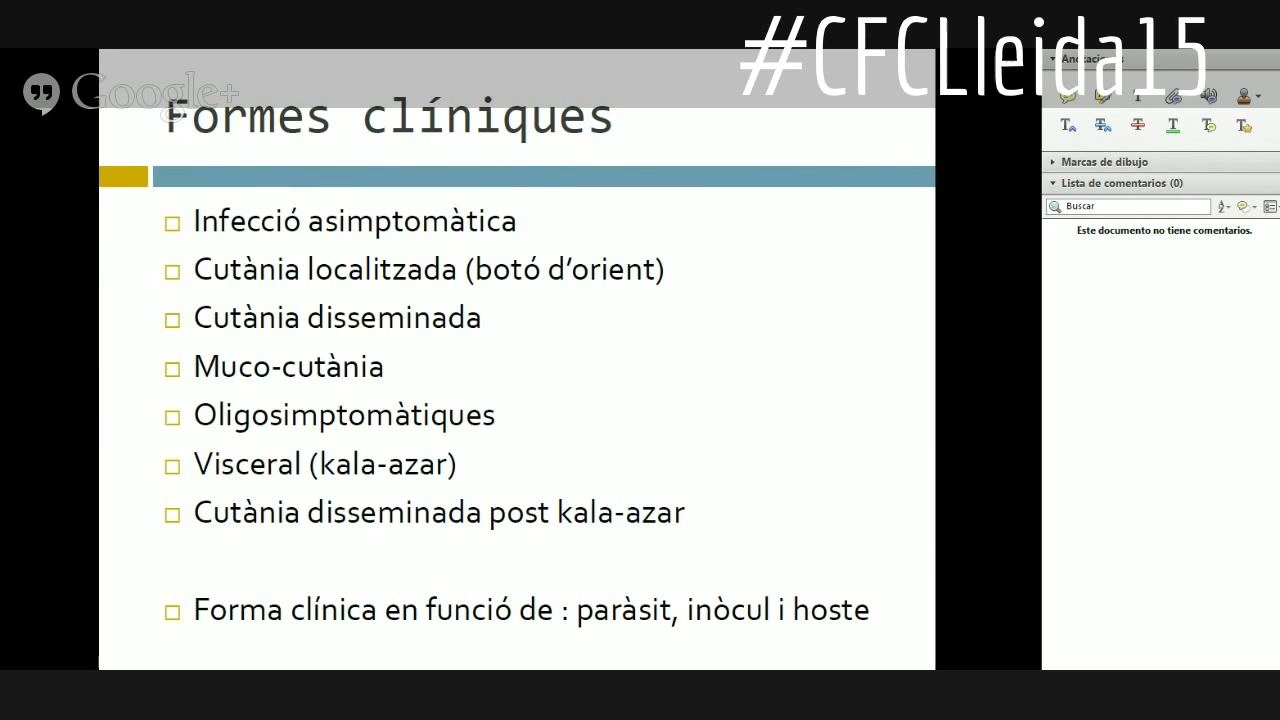 #CFCLleida15
Google+
Formes clíniques
Infecció asimptomàtica
Cutània localitzada (botó d'orient)
Cutània disseminada
Muco-cutània
Oligosimptomàtiques
Visceral (kala-azar)
Cutània disseminada post kala-azar
Forma clínica en funció de : paràsit, inòcul i hoste
Anotaciones
Marcas de dibujo
Lista de comentarios (0)
Buscar
Este documento no tiene comentarios.